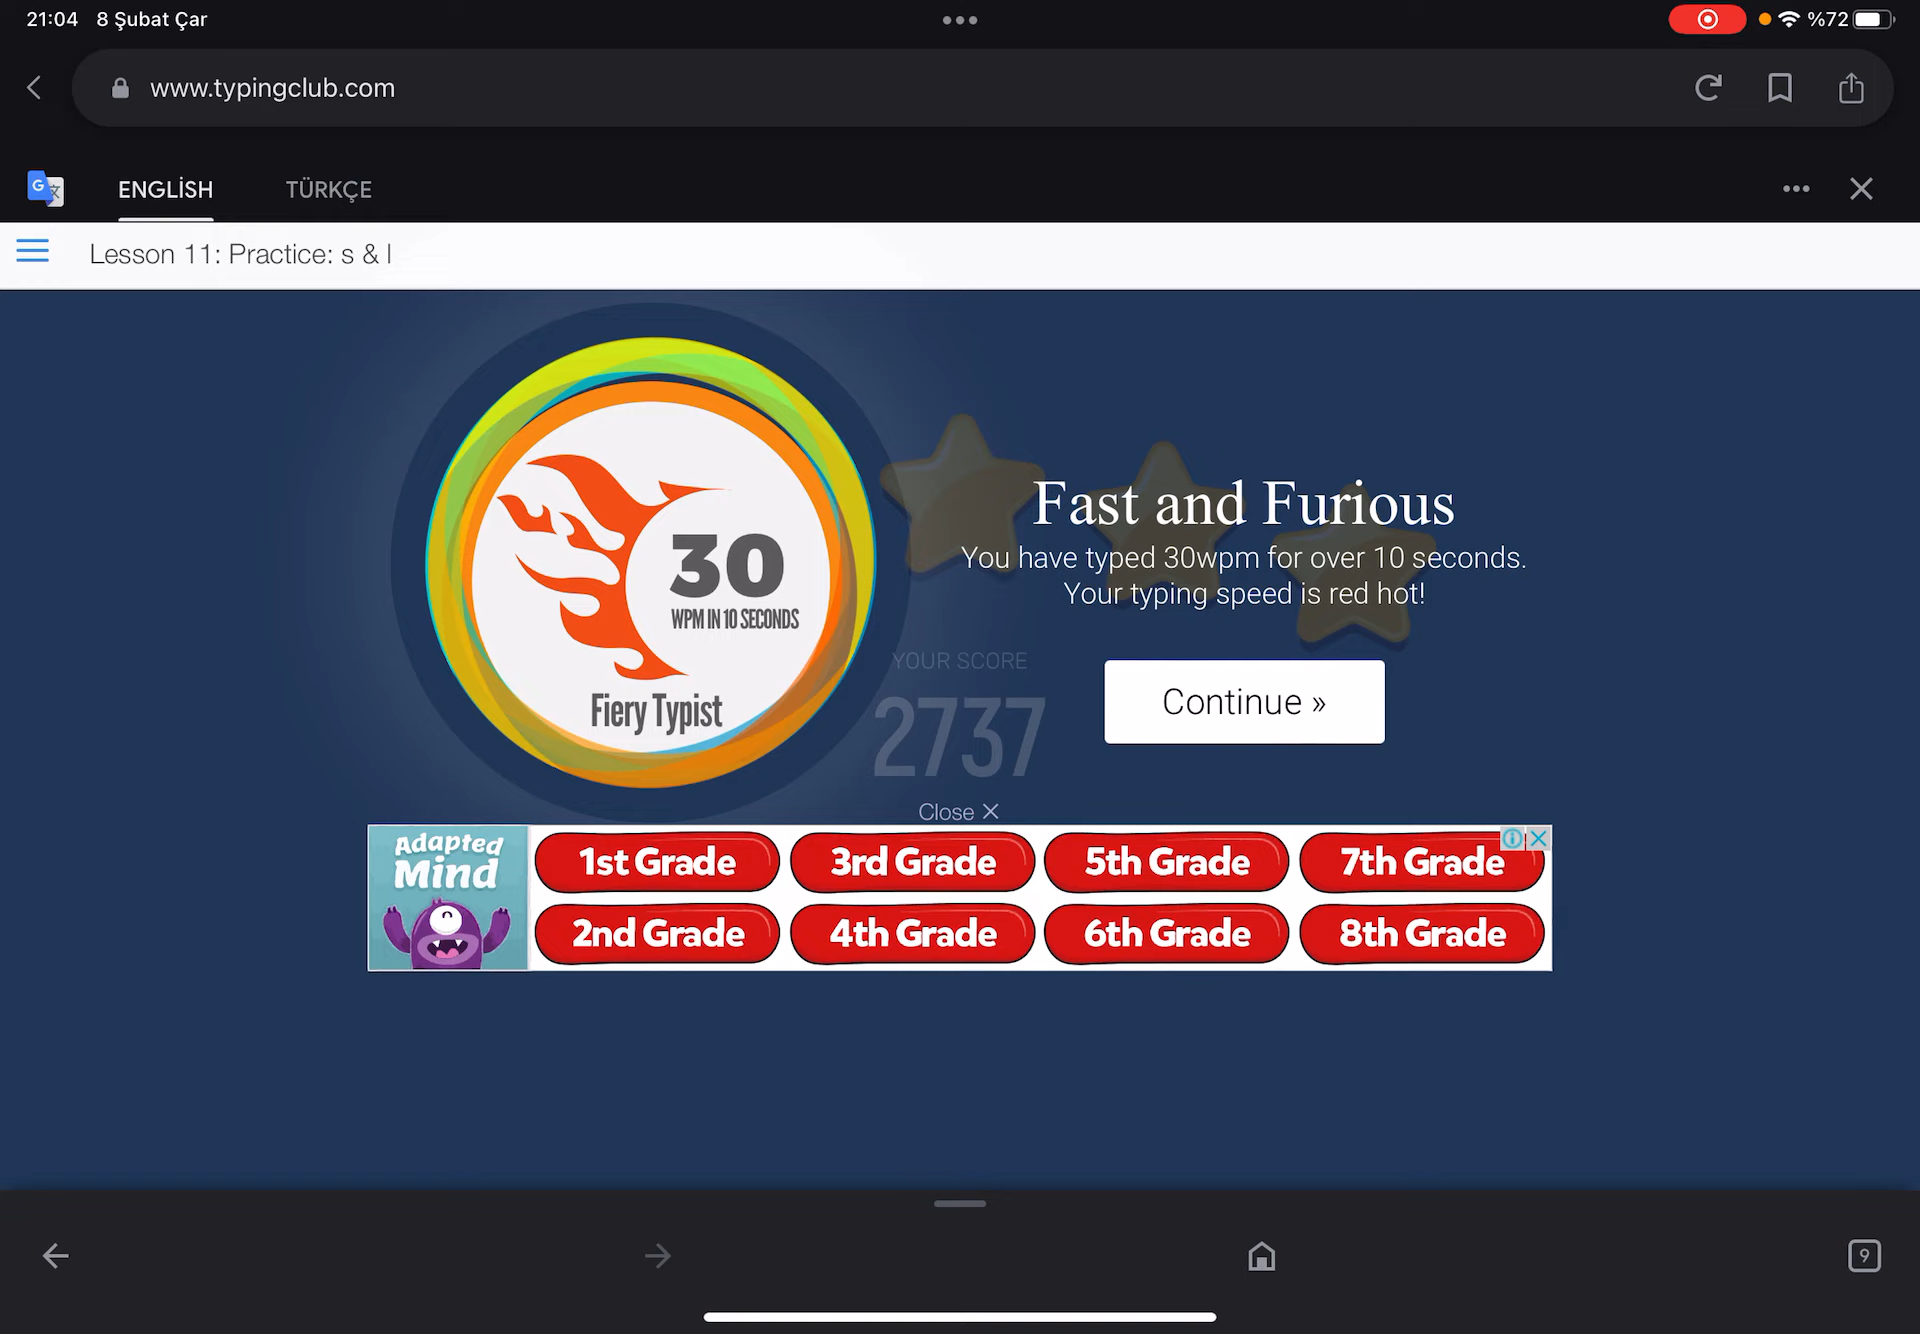 21:04 8 Şubat Çar
%72
www.typingclub.com
ENGLİSH TÜRKÇE
Lesson 11: Practice: s & l
30
WPM IN 10 SECONDS
Fiery Typist
Fast and Furious
You have typed 30wpm for over 10 seconds.
Your typing speed is red hot!
YOUR SCORE
2737
Continue »
Close
Adapted
Mind
1st Grade 3rd Grade 5th Grade 7th Grade
2nd Grade 4th Grade 6th Grade 8th Grade
9